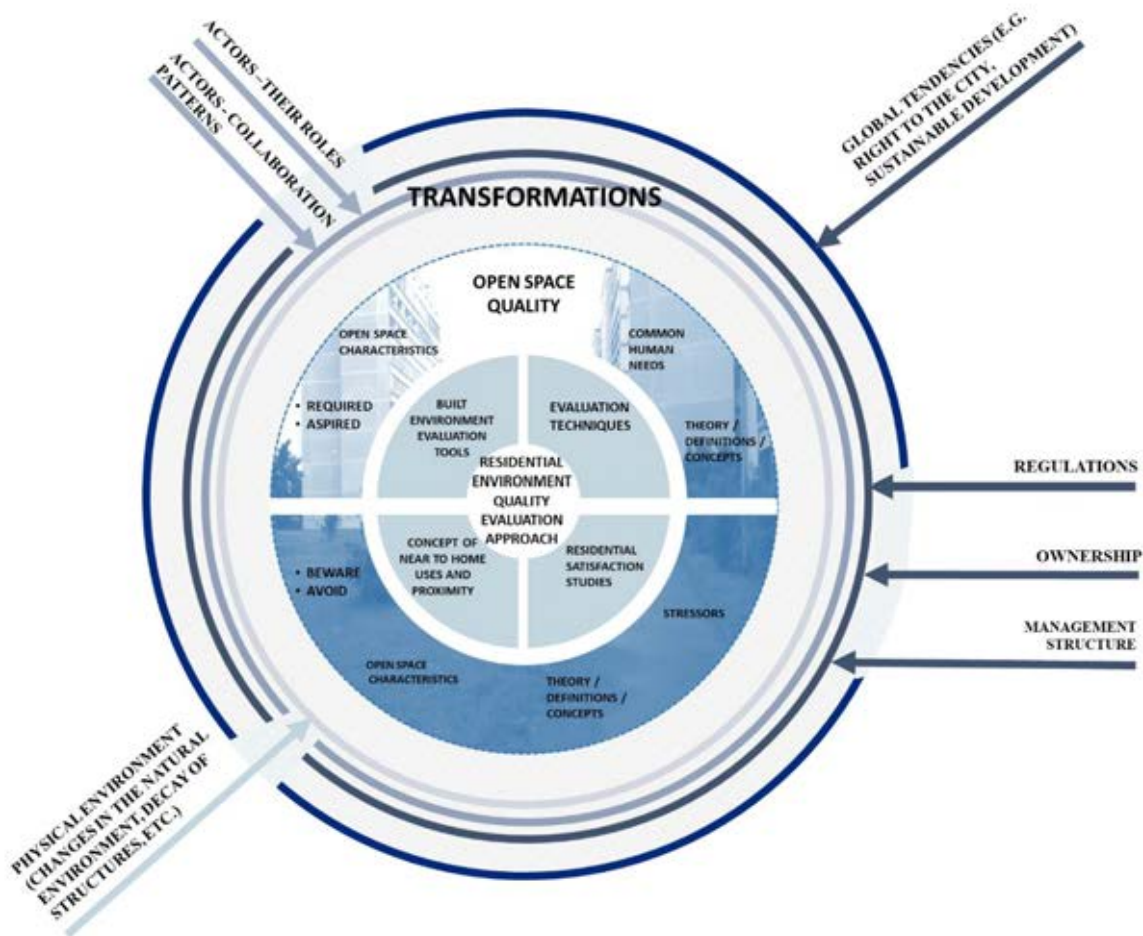 ACTORS –THEIR ROLES
ACTORS - COLLABORATION
PATTERNS
GLOBAL TENDENCIES (E.G.
RIGHT TO THE CITY,
SUSTAINABLE DEVELOPMENT)
TRANSFORMATIONS
OPEN SPACE
QUALITY
OPEN SPACE
CHARACTERISTICS
• REQUIRED
• ASPIRED
COMMON
HUMAN
NEEDS
THEORY /
DEFINITIONS /
CONCEPTS
BUILT
ENVIRONMENT
EVALUATION
TOOLS
EVALUATION
TECHNIQUES
RESIDENTIAL
ENVIRONMENT
QUALITY
EVALUATION
APPROACH
CONCEPT OF
NEAR TO HOME
USES AND
PROXIMITY
RESIDENTIAL
SATISFACTION
STUDIES
• BEWARE
• AVOID
OPEN SPACE
CHARACTERISTICS
THEORY /
DEFINITIONS /
CONCEPTS
STRESSORS
REGULATIONS
OWNERSHIP
MANAGEMENT
STRUCTURE
PHYSICAL ENVIRONMENT
(CHANGES IN THE NATURAL
ENVIRONMENT, DECAY OF
STRUCTURES, ETC.)